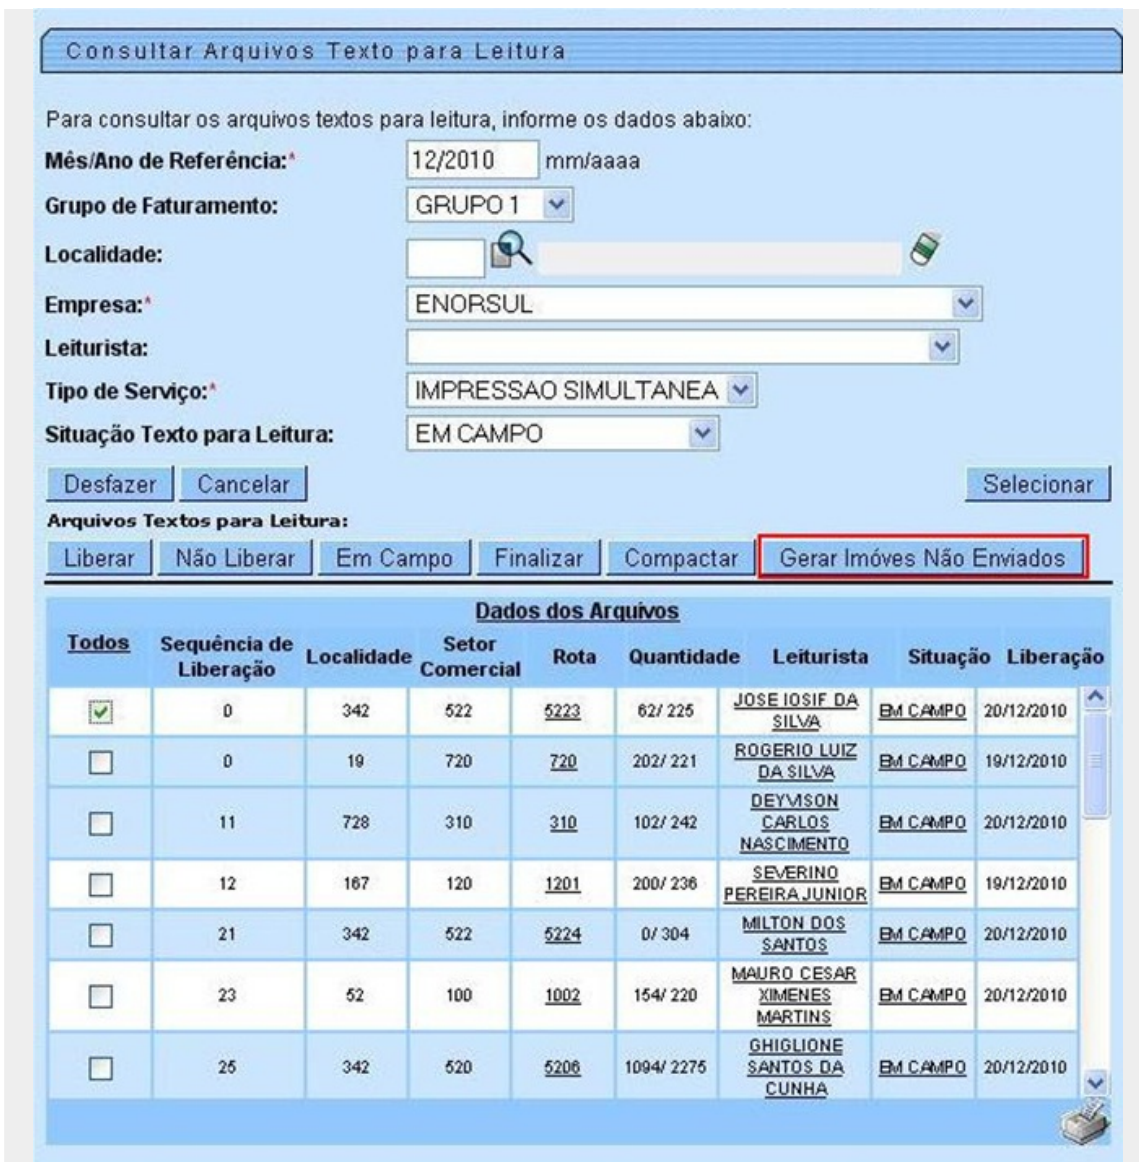 Consultar Arquivos Texto para Leitura
Para consultar os arquivos textos para leitura, informe os dados abaixo:
Mês/Ano de Referência:* 12/2010 mm/aaaa
Grupo de Faturamento: GRUPO 1
Localidade:
Empresa:* ENORSUL
Leiturista:
Tipo de Serviço:* IMPRESSAO SIMULTANEA
Situação Texto para Leitura: EM CAMPO
Desfazer Cancelar Selecionar
Arquivos Textos para Leitura:
Liberar Não Liberar Em Campo Finalizar Compactar Gerar Imóves Não Enviados
Dados dos Arquivos
Todos Sequência de Liberação Localidade Setor Comercial Rota Quantidade Leiturista Situação Liberação
0 342 522 5223 62/ 225 JOSE IOSIF DA SILVA EM CAMPO 20/12/2010
0 19 720 720 202/ 221 ROGERIO LUIZ DA SILVA EM CAMPO 19/12/2010
11 728 310 310 102/ 242 DEYVISON CARLOS NASCIMENTO EM CAMPO 20/12/2010
12 167 120 1201 200/ 236 SEVERINO PEREIRA JUNIOR EM CAMPO 19/12/2010
21 342 522 5224 0/ 304 MILTON DOS SANTOS EM CAMPO 20/12/2010
23 52 100 1002 154/ 220 MAURO CESAR XIMENES MARTINS EM CAMPO 20/12/2010
25 342 520 5206 1094/ 2275 GHIGLIONE SANTOS DA CUNHA EM CAMPO 20/12/2010